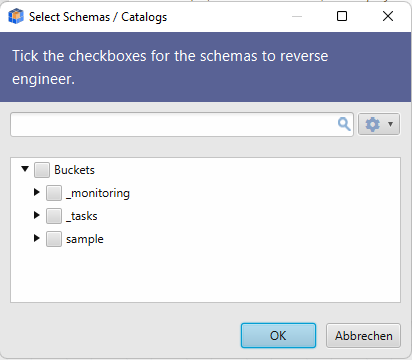 Select Schemas / Catalogs
Tick the checkboxes for the schemas to reverse
engineer.
Buckets
_monitoring
_tasks
sample
OK
Abbrechen